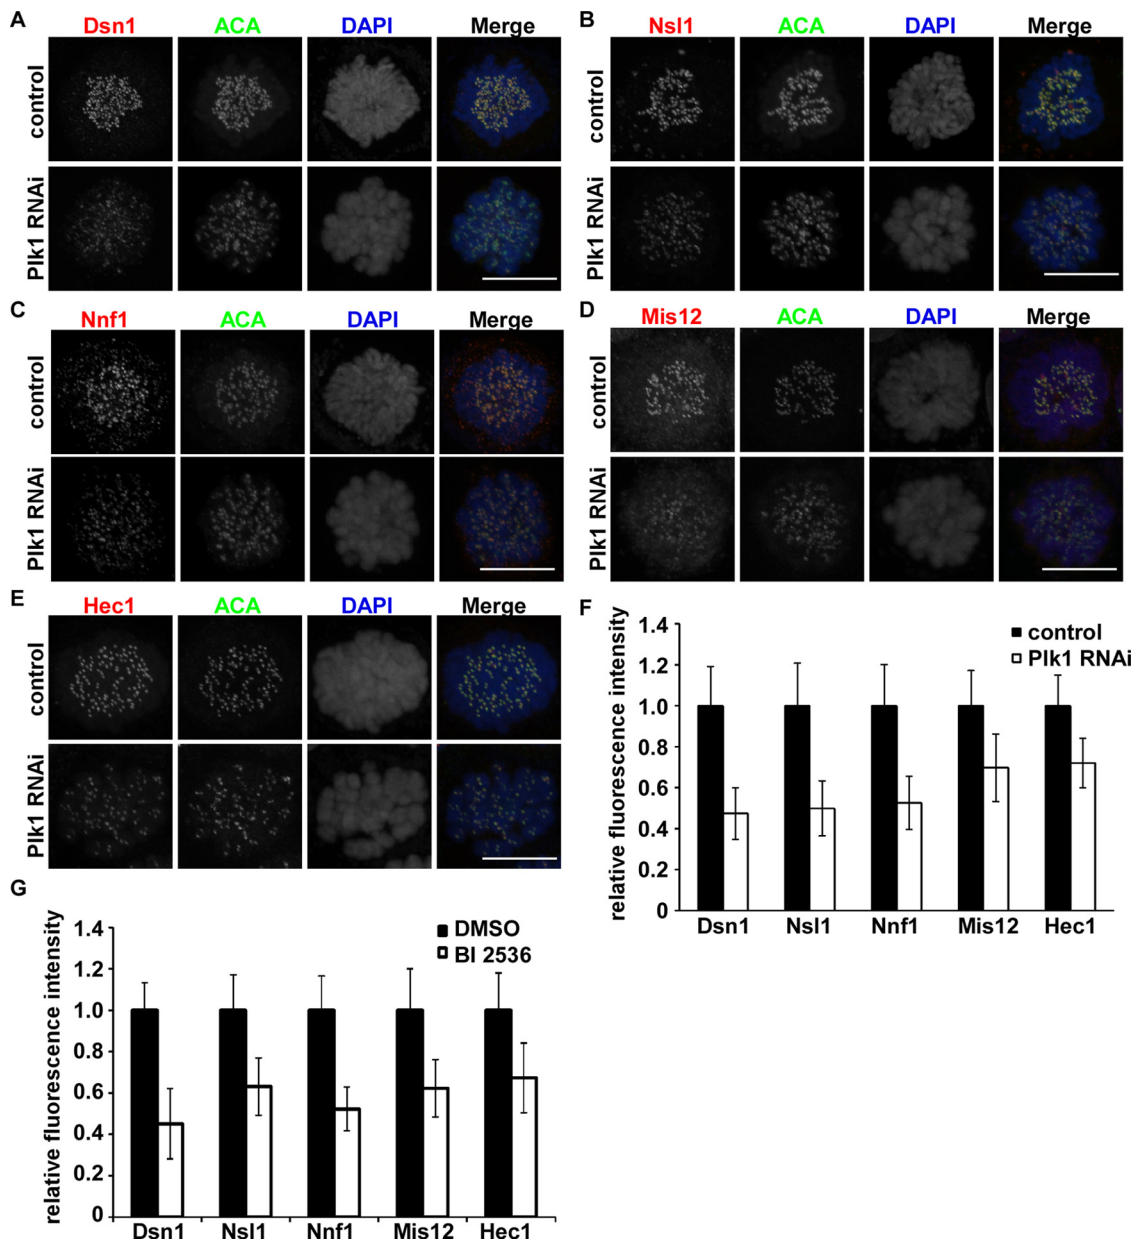 A
Dsn1 ACA DAPI Merge
control
Plk1 RNAi
B
Nsl1 ACA DAPI Merge
control
Plk1 RNAi
C
Nnf1 ACA DAPI Merge
control
Plk1 RNAi
D
Mis12 ACA DAPI Merge
control
Plk1 RNAi
E
Hec1 ACA DAPI Merge
control
Plk1 RNAi
F
relative fluorescence intensity
1.4
1.2
1.0
0.8
0.6
0.4
0.2
0
control
Plk1 RNAi
Dsn1 Nsl1 Nnf1 Mis12 Hec1
G
relative fluorescence intensity
1.4
1.2
1.0
0.8
0.6
0.4
0.2
0
DMSO
BI 2536
Dsn1 Nsl1 Nnf1 Mis12 Hec1